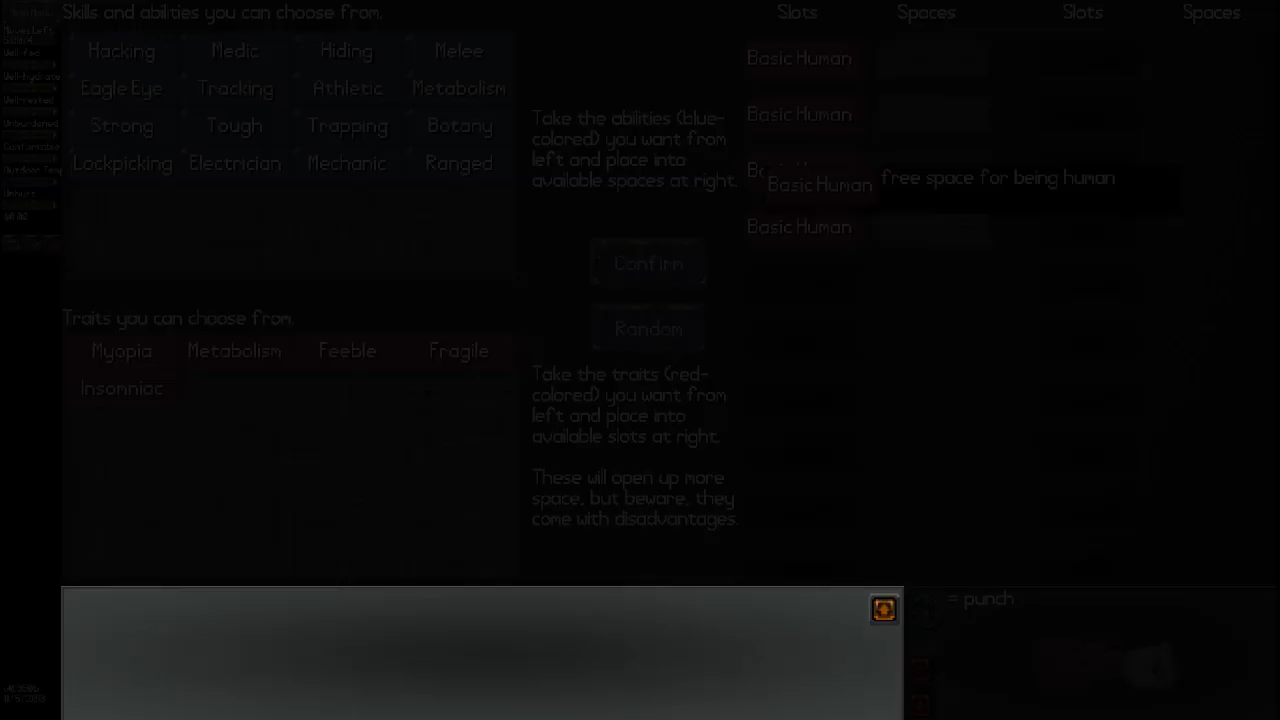 Skills and abilities you can choose from.
Slots Spaces Slots Spaces
Hacking Medic Hiding Melee
Eagle Eye Tracking Athletic Metabolism
Strong Tough Trapping Botany
Lockpicking Electrician Mechanic Ranged
Take the abilities (blue-
colored) you want from
left and place into
available spaces at right.
Basic Human
Basic Human
Basic Human free space for being human
Basic Human
Confirm
Random
Traits you can choose from.
Myopia Metabolism Feeble Fragile
Insomniac
Take the traits (red-
colored) you want from
left and place into
available slots at right.
These will open up more
space, but beware, they
come with disadvantages.
= punch